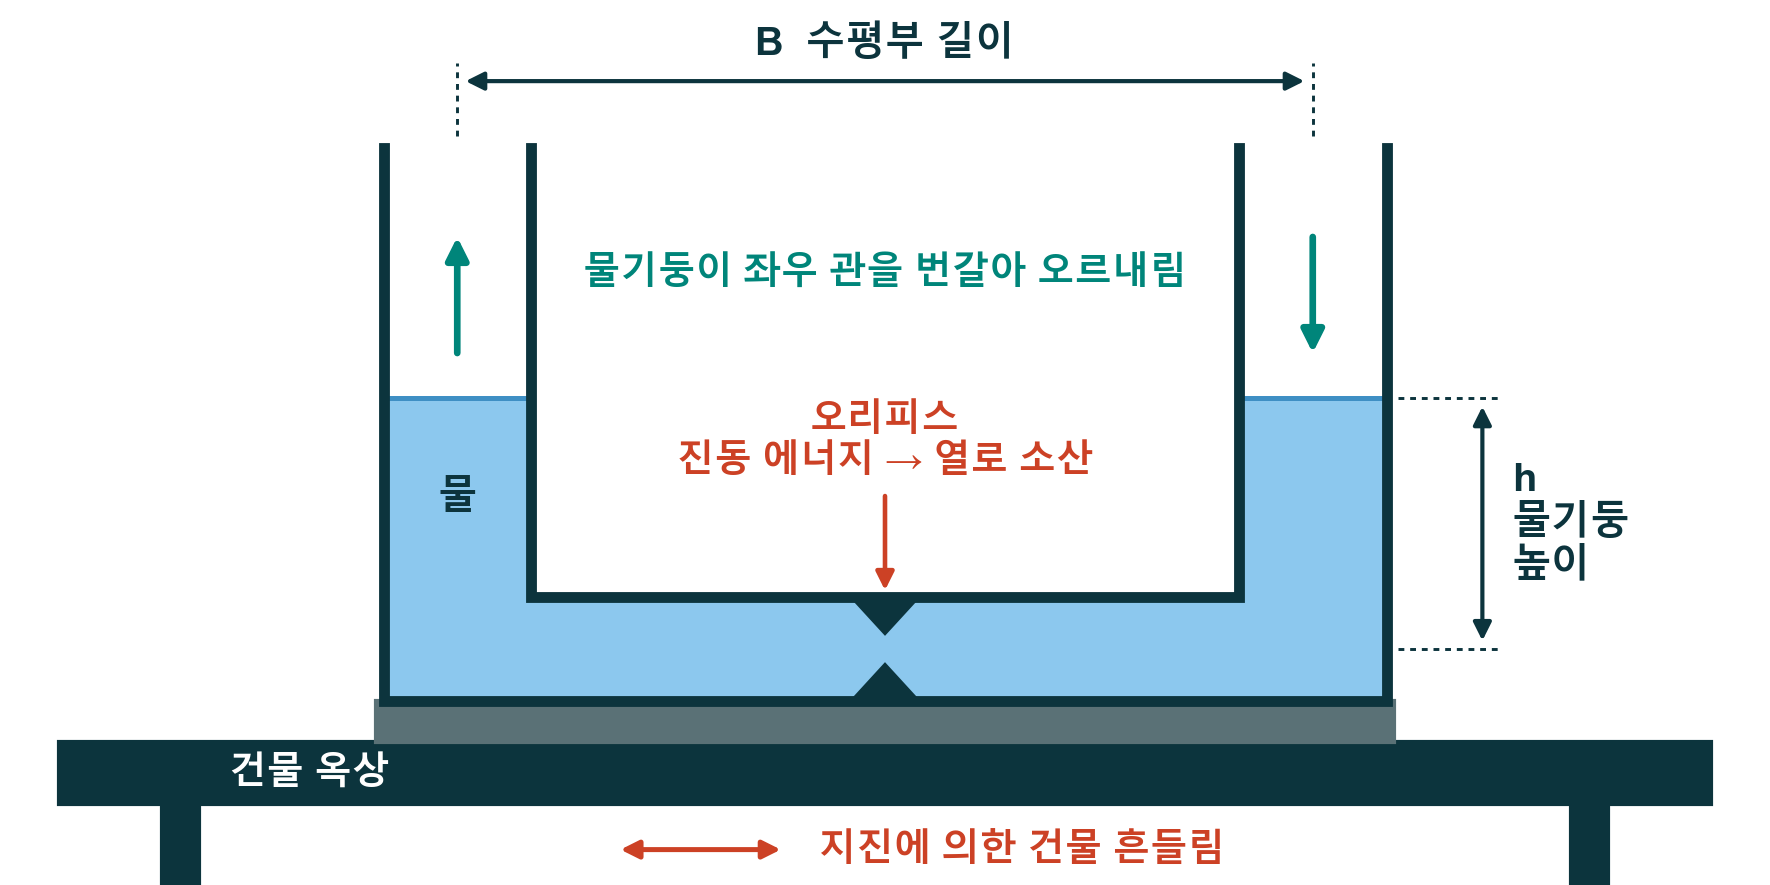 B 수평부 길이
물기둥이 좌우 관을 번갈아 오르내림
오리피스
진동 에너지 → 열로 소산
물
h
물기둥
높이
건물 옥상
지진에 의한 건물 흔들림